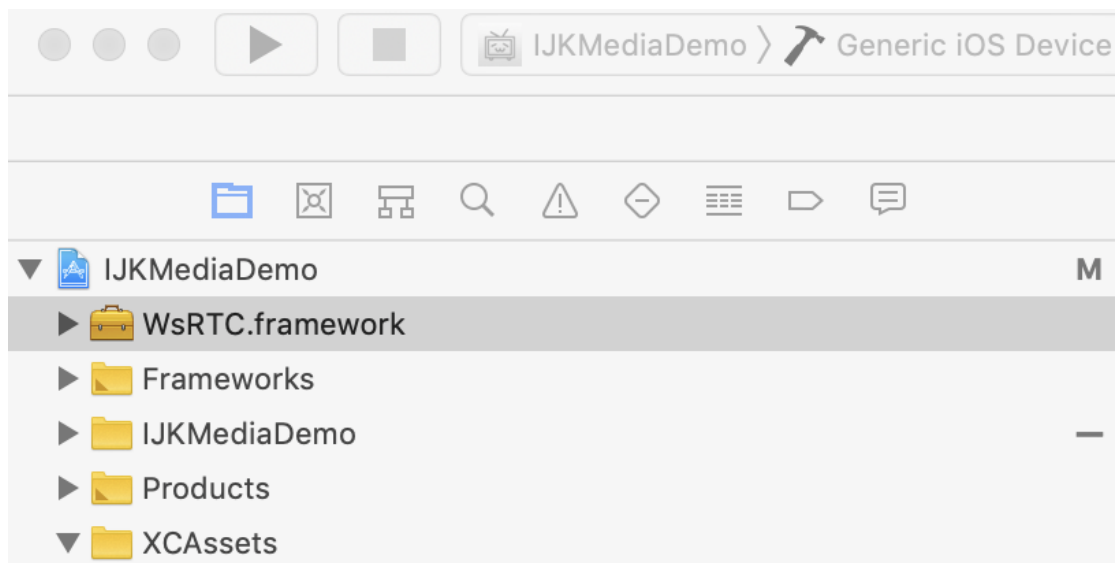 IJKMediaDemo 〉 Generic iOS Device
IJKMediaDemo M
WsRTC.framework
Frameworks
IJKMediaDemo
Products
XCAssets